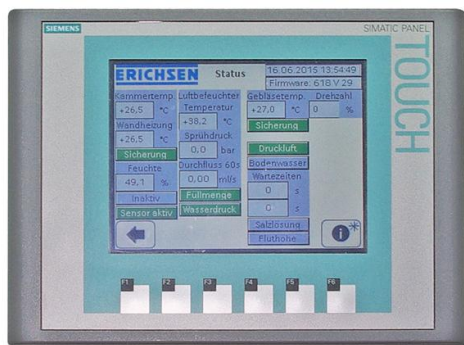 SIEMENS
SIMATIC PANEL
TOUCH
ERICHSEN
Status
16.06.2015 13:54:49
Firmware: 618 V 29
Kammertemp.
+26,5 °C
Wandheizung
+26,5 °C
Sicherung
Feuchte
49,1 %
Inaktiv
Sensor aktiv
Luftbefeuchter
Temperatur
+38,2 °C
Sprühdruck
0,0 bar
Durchfluss 60s
0,00 ml/s
Füllmenge
Wasserdruck
Gebläsetemp. Drehzahl
+27,0 °C 0 %
Sicherung
Druckluft
Bodenwasser
Wartezeiten
0 s
0 s
Salzlösung
Fluthöhe
F1 F2 F3 F4 F5 F6